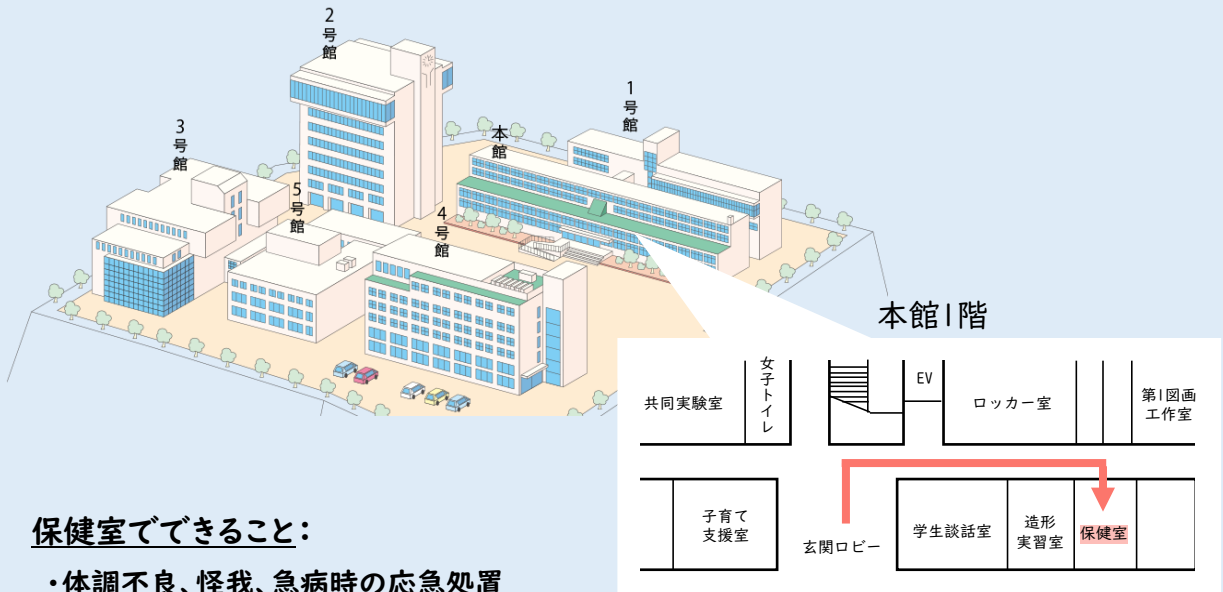 2号館
1号館
本館
3号館
5号館
4号館
本館1階
女子トイレ
EV
共同実験室
ロッカー室
第1図画
工作室
子育て
支援室
玄関ロビー
学生談話室
造形
実習室
保健室
保健室でできること：
・体調不良、怪我、急病時の応急処置